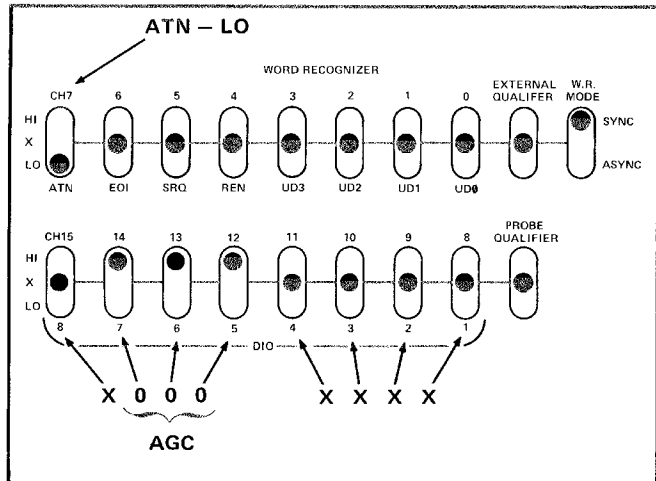 ATN – LO
WORD RECOGNIZER
CH7 6 5 4 3 2 1 0 EXTERNAL QUALIFER W.R. MODE
HI SYNC
X
LO ASYNC
ATN EOI SRQ REN UD3 UD2 UD1 UD0
CH15 14 13 12 11 10 9 8 PROBE QUALIFIER
HI
X
LO
8 7 6 5 4 3 2 1
DIO
X 0 0 0 X X X X
AGC